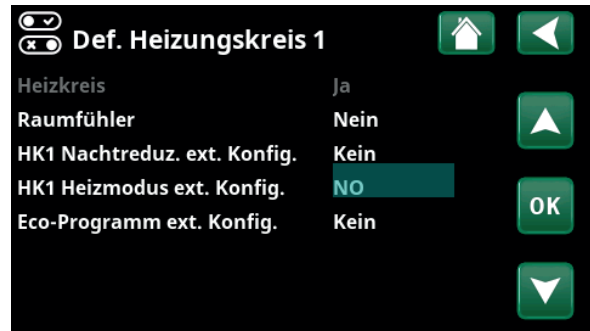 Def. Heizungskreis 1
Heizkreis Ja
Raumfühler Nein
HK1 Nachtreduz. ext. Konfig. Kein
HK1 Heizmodus ext. Konfig. NO
Eco-Programm ext. Konfig. Kein
OK